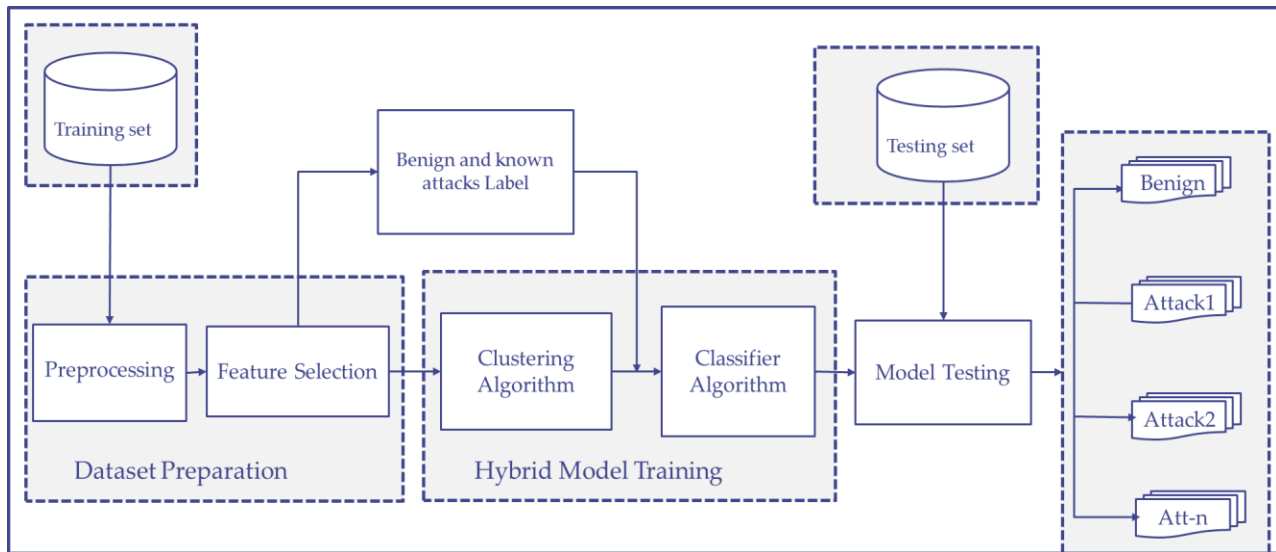 Training set
Testing set
Benign and known
attacks Label
Benign
Attack1
Preprocessing
Feature Selection
Clustering
Algorithm
Classifier
Algorithm
Model Testing
Attack2
Dataset Preparation
Hybrid Model Training
Att-n